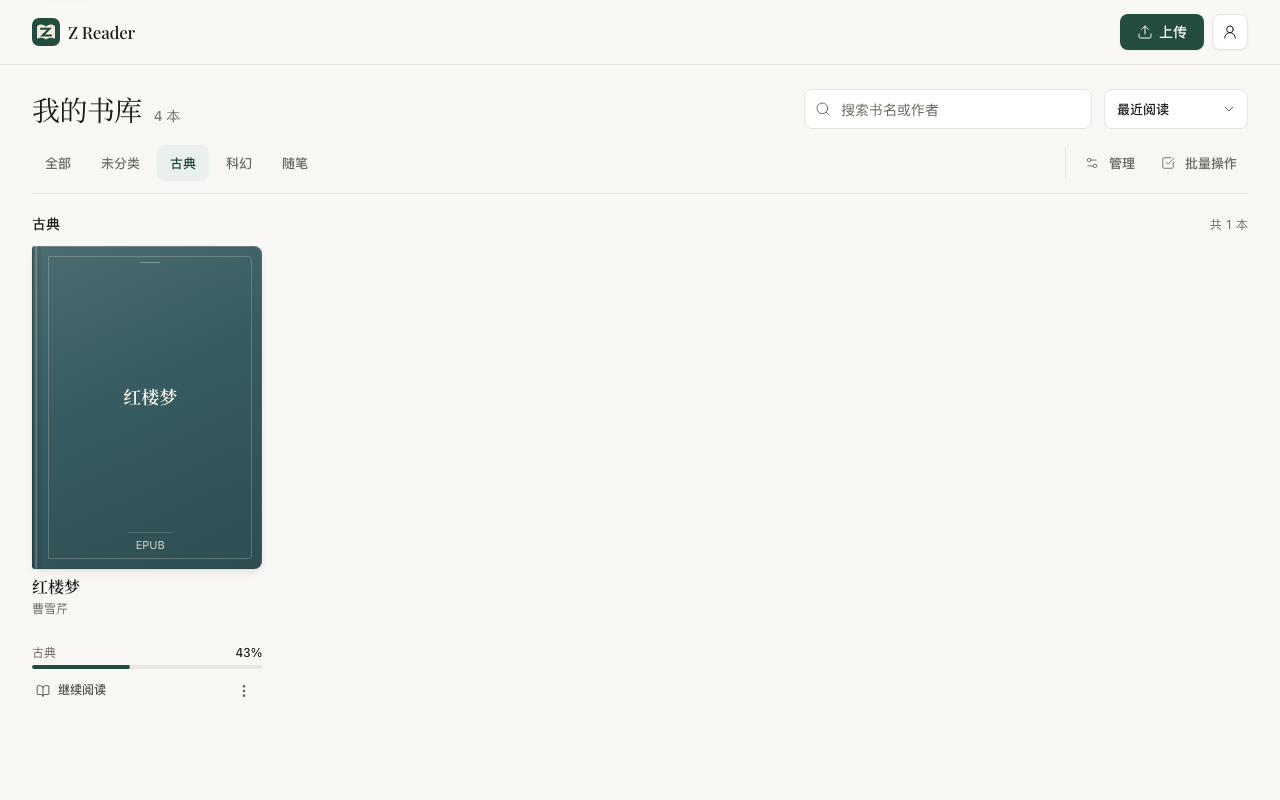 Z Reader
上传
我的书库 4 本
搜索书名或作者
最近阅读
全部 未分类 古典 科幻 随笔
管理 批量操作
古典
共 1 本
红楼梦
EPUB
红楼梦
曹雪芹
古典 43%
继续阅读